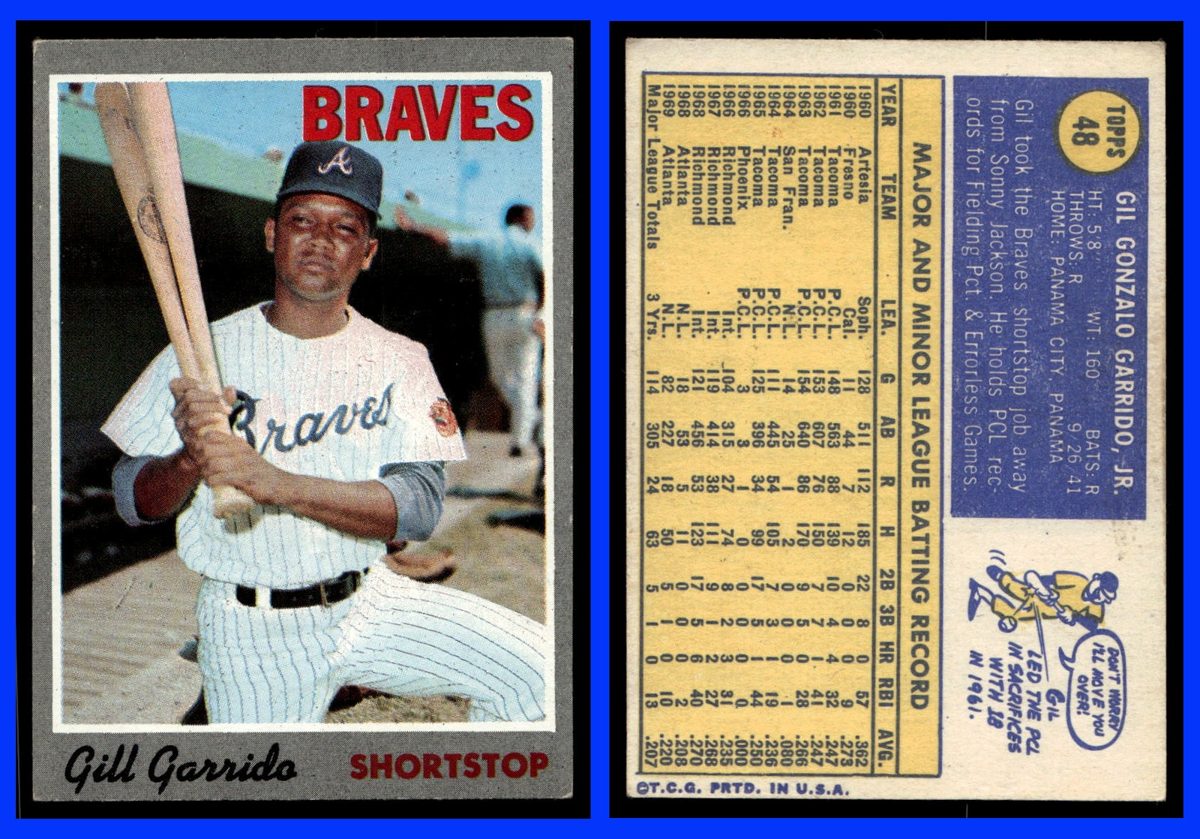 BRAVES
A
Braves
Gill Garrido
SHORTSTOP
TOPPS
48
GIL GONZALO GARRIDO, JR.
HT: 5'8" WT: 160 BATS: R
THROWS: R 9/26/41
HOME: PANAMA CITY, PANAMA
Gil took the Braves' shortstop job away
from Sonny Jackson. He holds PCL rec-
ords for Fielding Pct. & Errorless Games.
DON'T WORRY
I'LL MOVE YOU
OVER!
GIL
LED THE PCL
IN SACRIFICES
WITH 18
IN 1961.
MAJOR AND MINOR LEAGUE BATTING RECORD
YEAR TEAM LEA G AB R H 2B 3B HR RBI AVG.
1960 Artesia Soph. 128 511 112 185 22 8 0 57 .362
1960 Fresno Cal. 11 44 7 12 0 0 0 9 .273
1961 Tacoma P.C.L. 148 563 88 139 10 4 4 32 .247
1962 Tacoma P.C.L. 153 607 76 150 7 7 1 41 .247
1963 Tacoma P.C.L. 154 640 86 170 9 5 2 28 .266
1964 San Fran. N.L. 14 25 1 2 0 0 0 1 .080
1964 Tacoma P.C.L. 111 445 54 105 7 3 1 19 .236
1965 Tacoma P.C.L. 125 396 34 99 17 5 1 44 .250
1966 Phoenix P.C.L. 3 3 1 0 0 0 0 0 .000
1966 Richmond Int. 104 313 27 74 5 2 3 31
1967 Richmond Int. 119 414 38 111 9 1 2 27 .268
1968 Richmond Int. 121 456 53 123 17 8 6 40 .270
1968 Atlanta N.L. 18 53 5 11 0 0 0 2 .208
1969 Atlanta N.L. 82 227 18 50 5 1 0 10 .220
Major League Totals 3 Yrs. 114 305 24 63 5 1 0 13 .207
©T.C.G. PRTD. IN U.S.A.